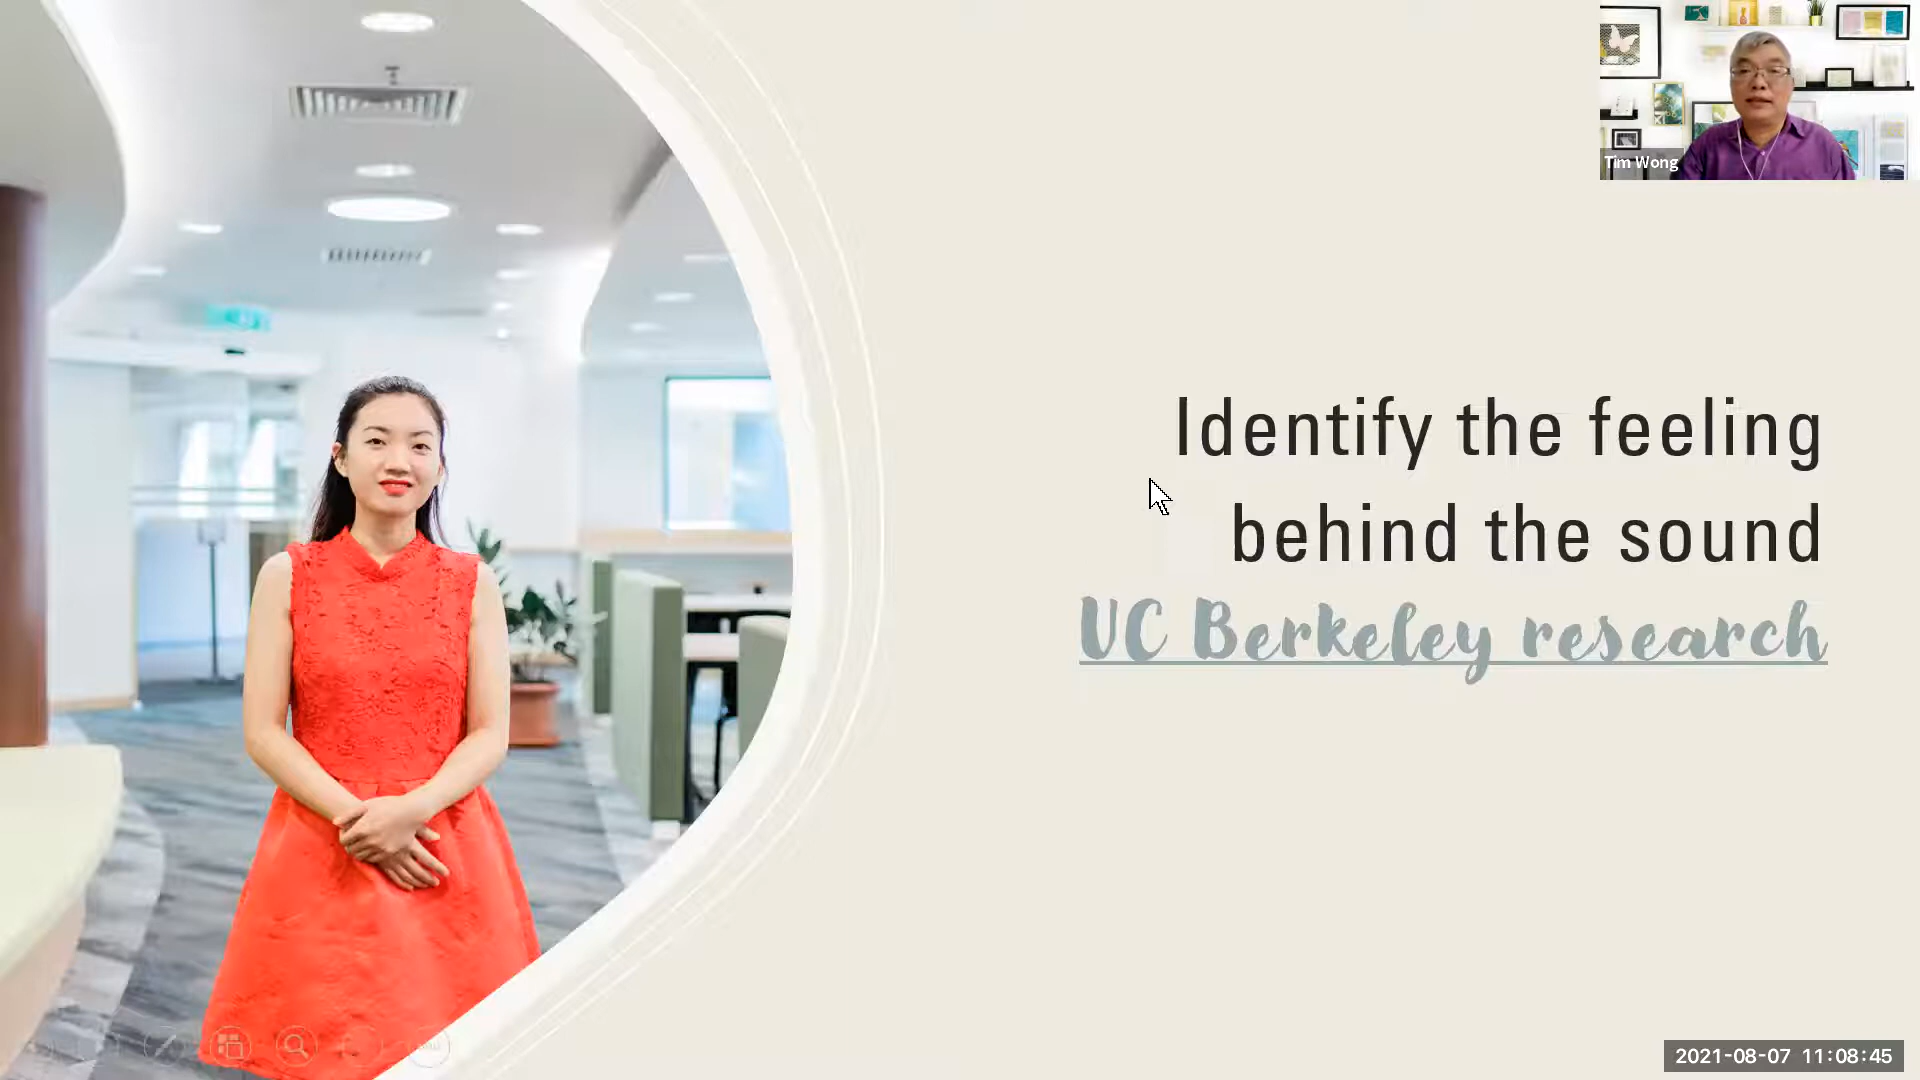 Tim Wong
Identify the feeling
behind the sound
UC Berkeley research
2021-08-07 11:08:45